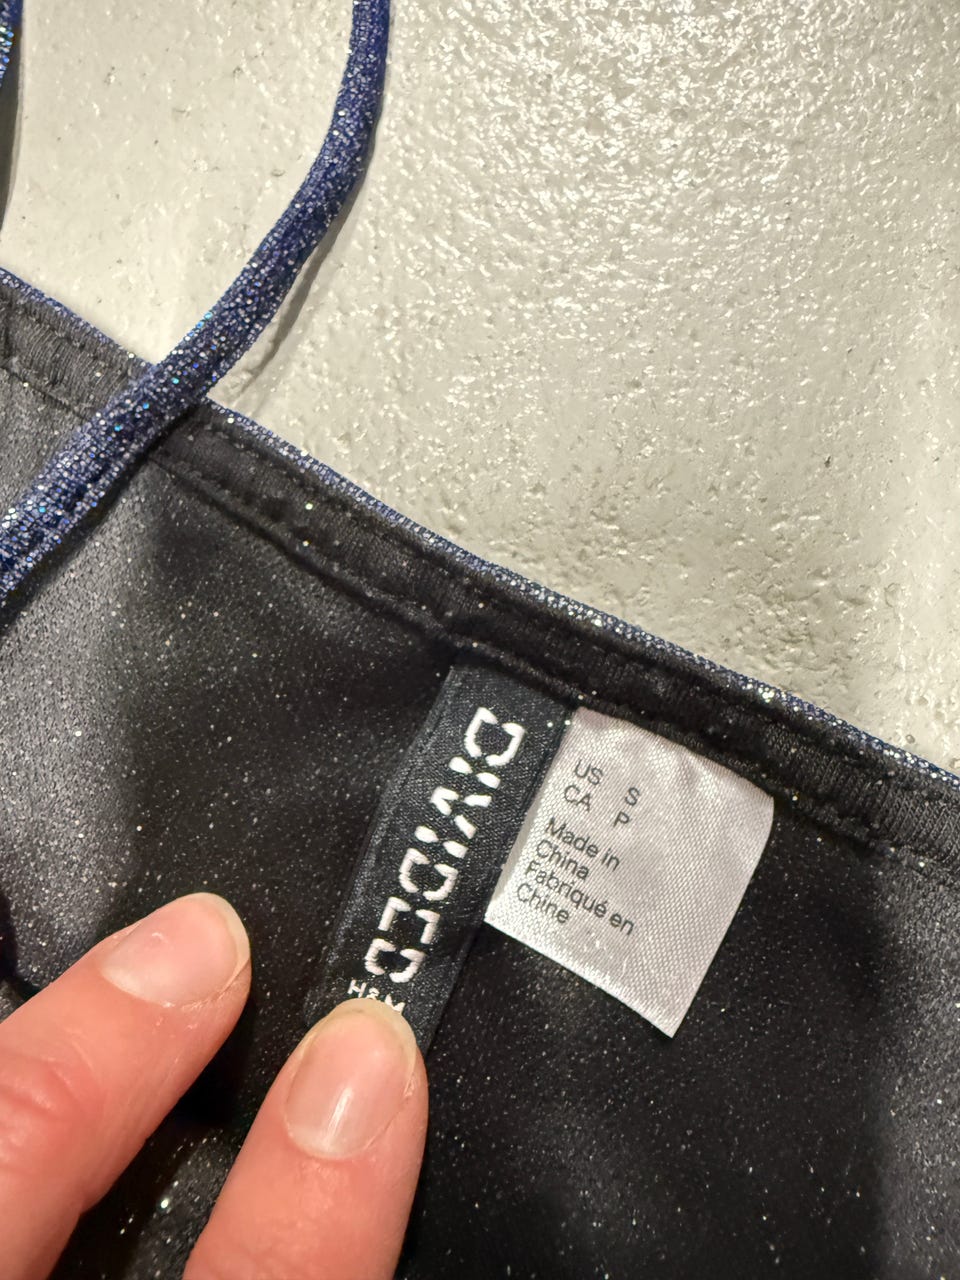 DIVIDED
H&M
US S
CA P
Made in
China
Fabriqué en
Chine